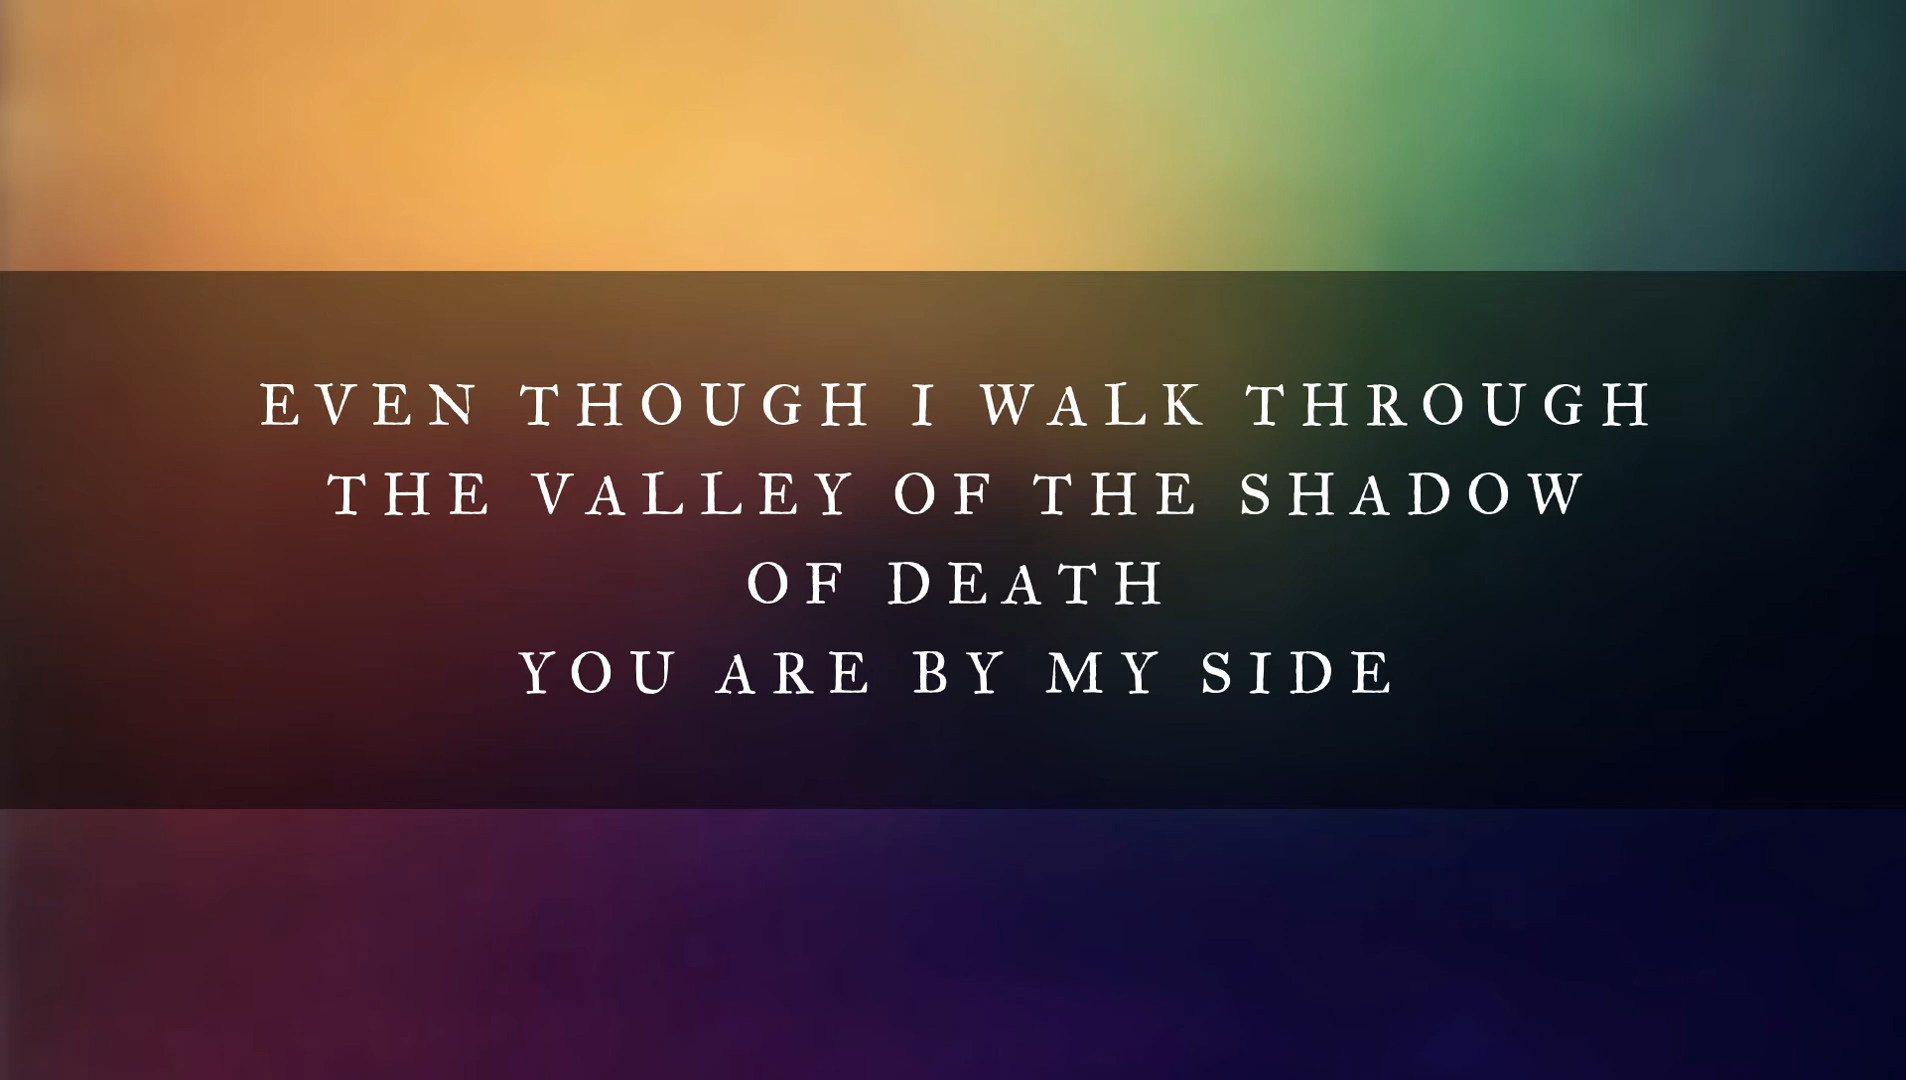 EVEN THOUGH I WALK THROUGH
THE VALLEY OF THE SHADOW
OF DEATH
YOU ARE BY MY SIDE